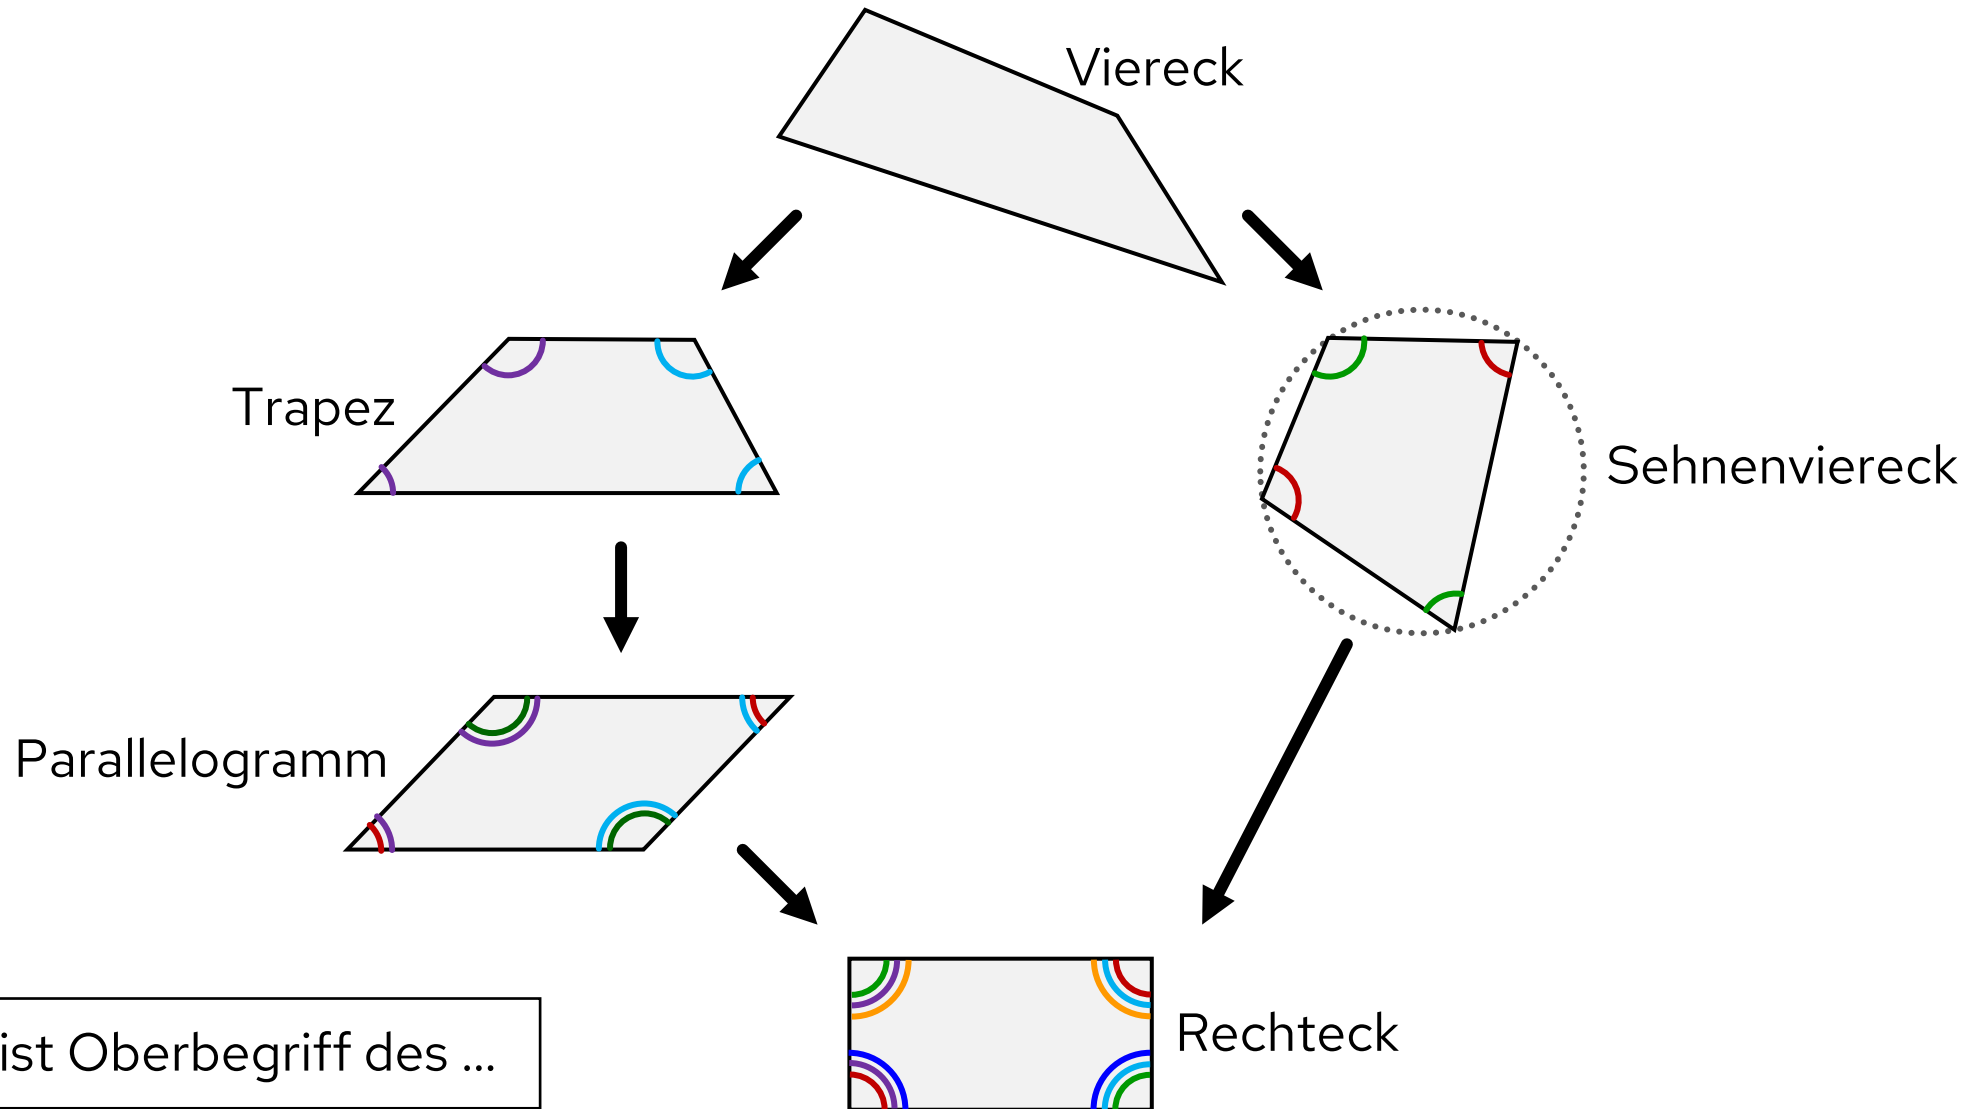 Viereck
Trapez
Sehnenviereck
Parallelogramm
Rechteck
ist Oberbegriff des ...